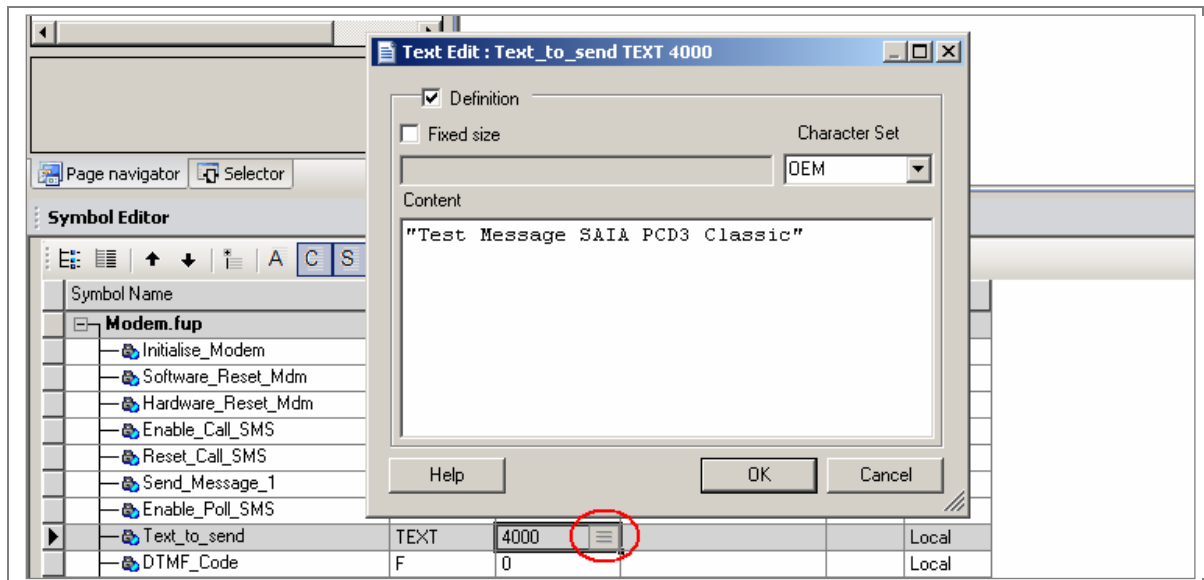 Text Edit : Text_to_send TEXT 4000
Definition
Fixed size
Character Set
OEM
Content
"Test Message SAIA PCD3 Classic"
Help
OK
Cancel
Page navigator
Selector
Symbol Editor
A C S
Symbol Name
Modem.fup
Initialise_Modem
Software_Reset_Mdm
Hardware_Reset_Mdm
Enable_Call_SMS
Reset_Call_SMS
Send_Message_1
Enable_Poll_SMS
Text_to_send TEXT 4000 Local
DTMF_Code F 0 Local